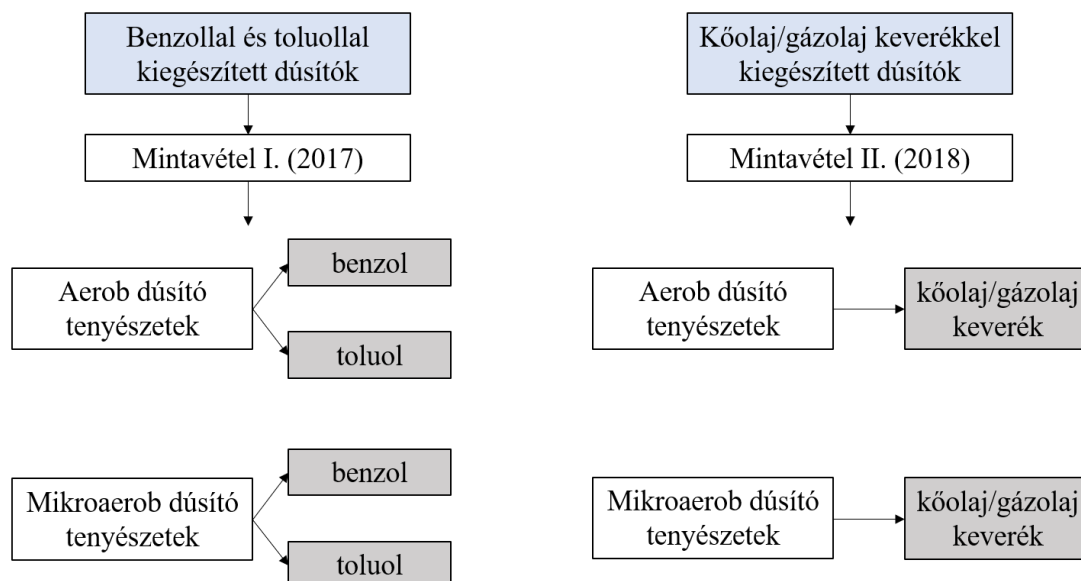 Benzollal és toluollal
kiegészített dúsítók
Mintavétel I. (2017)
Aerob dúsító
tenyészetek
benzol
toluol
Mikroaerob dúsító
tenyészetek
benzol
toluol
Kőolaj/gázolaj keverékkel
kiegészített dúsítók
Mintavétel II. (2018)
Aerob dúsító
tenyészetek
kőolaj/gázolaj
keverék
Mikroaerob dúsító
tenyészetek
kőolaj/gázolaj
keverék